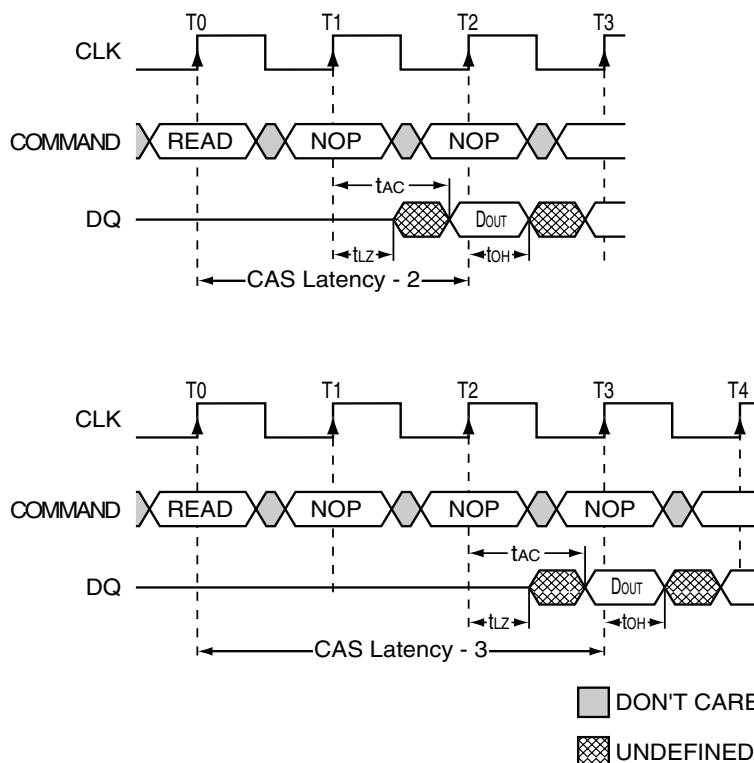 T0 T1 T2 T3
CLK
COMMAND READ NOP NOP
tAC
DQ DOUT
tLZ tOH
CAS Latency - 2
T0 T1 T2 T3 T4
CLK
COMMAND READ NOP NOP NOP
tAC
DQ DOUT
tLZ tOH
CAS Latency - 3
DON'T CARE
UNDEFINED